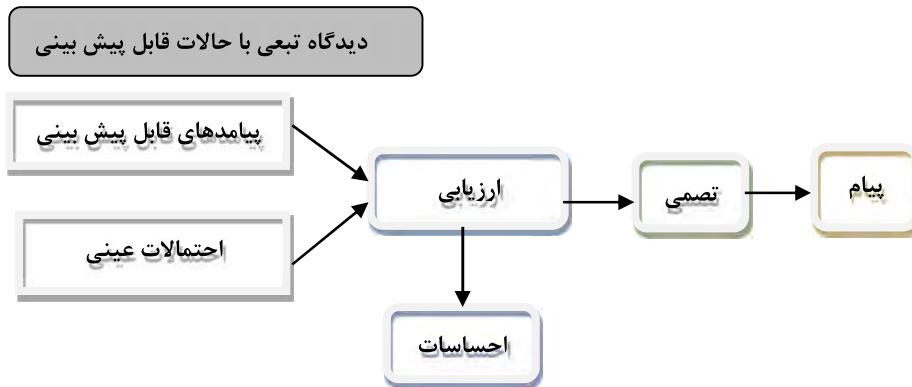 دیدگاه تبعی با حالات قابل پیش بینی
پیامدهای قابل پیش بینی
احتمالات عینی
ارزیابی
تصمی
پیام
احساسات